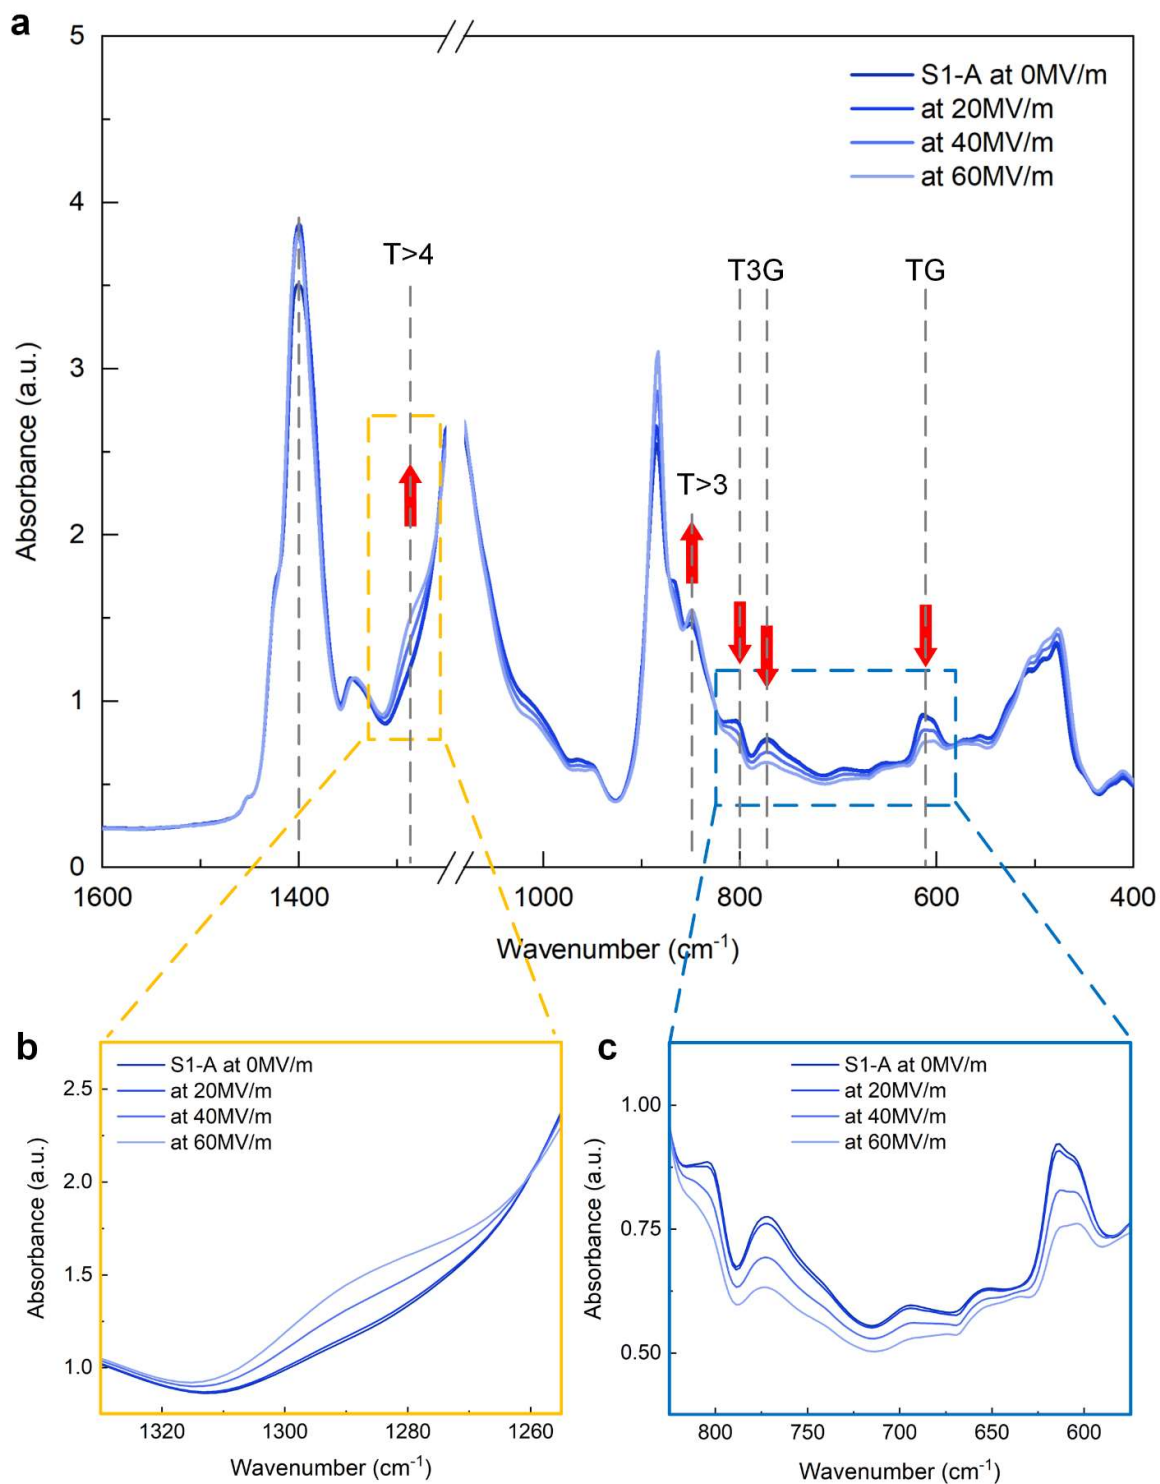 a
S1-A at 0MV/m
at 20MV/m
at 40MV/m
at 60MV/m
5
4
3
2
1
0
Absorbance (a.u.)
T>4
T3G
TG
T>3
1600
1400
1000
800
600
400
Wavenumber (cm-1)
b
S1-A at 0MV/m
at 20MV/m
at 40MV/m
at 60MV/m
2.5
2.0
1.5
1.0
Absorbance (a.u.)
1320
1300
1280
1260
Wavenumber (cm-1)
c
S1-A at 0MV/m
at 20MV/m
at 40MV/m
at 60MV/m
1.00
0.75
0.50
Absorbance (a.u.)
800
750
700
650
600
Wavenumber (cm-1)